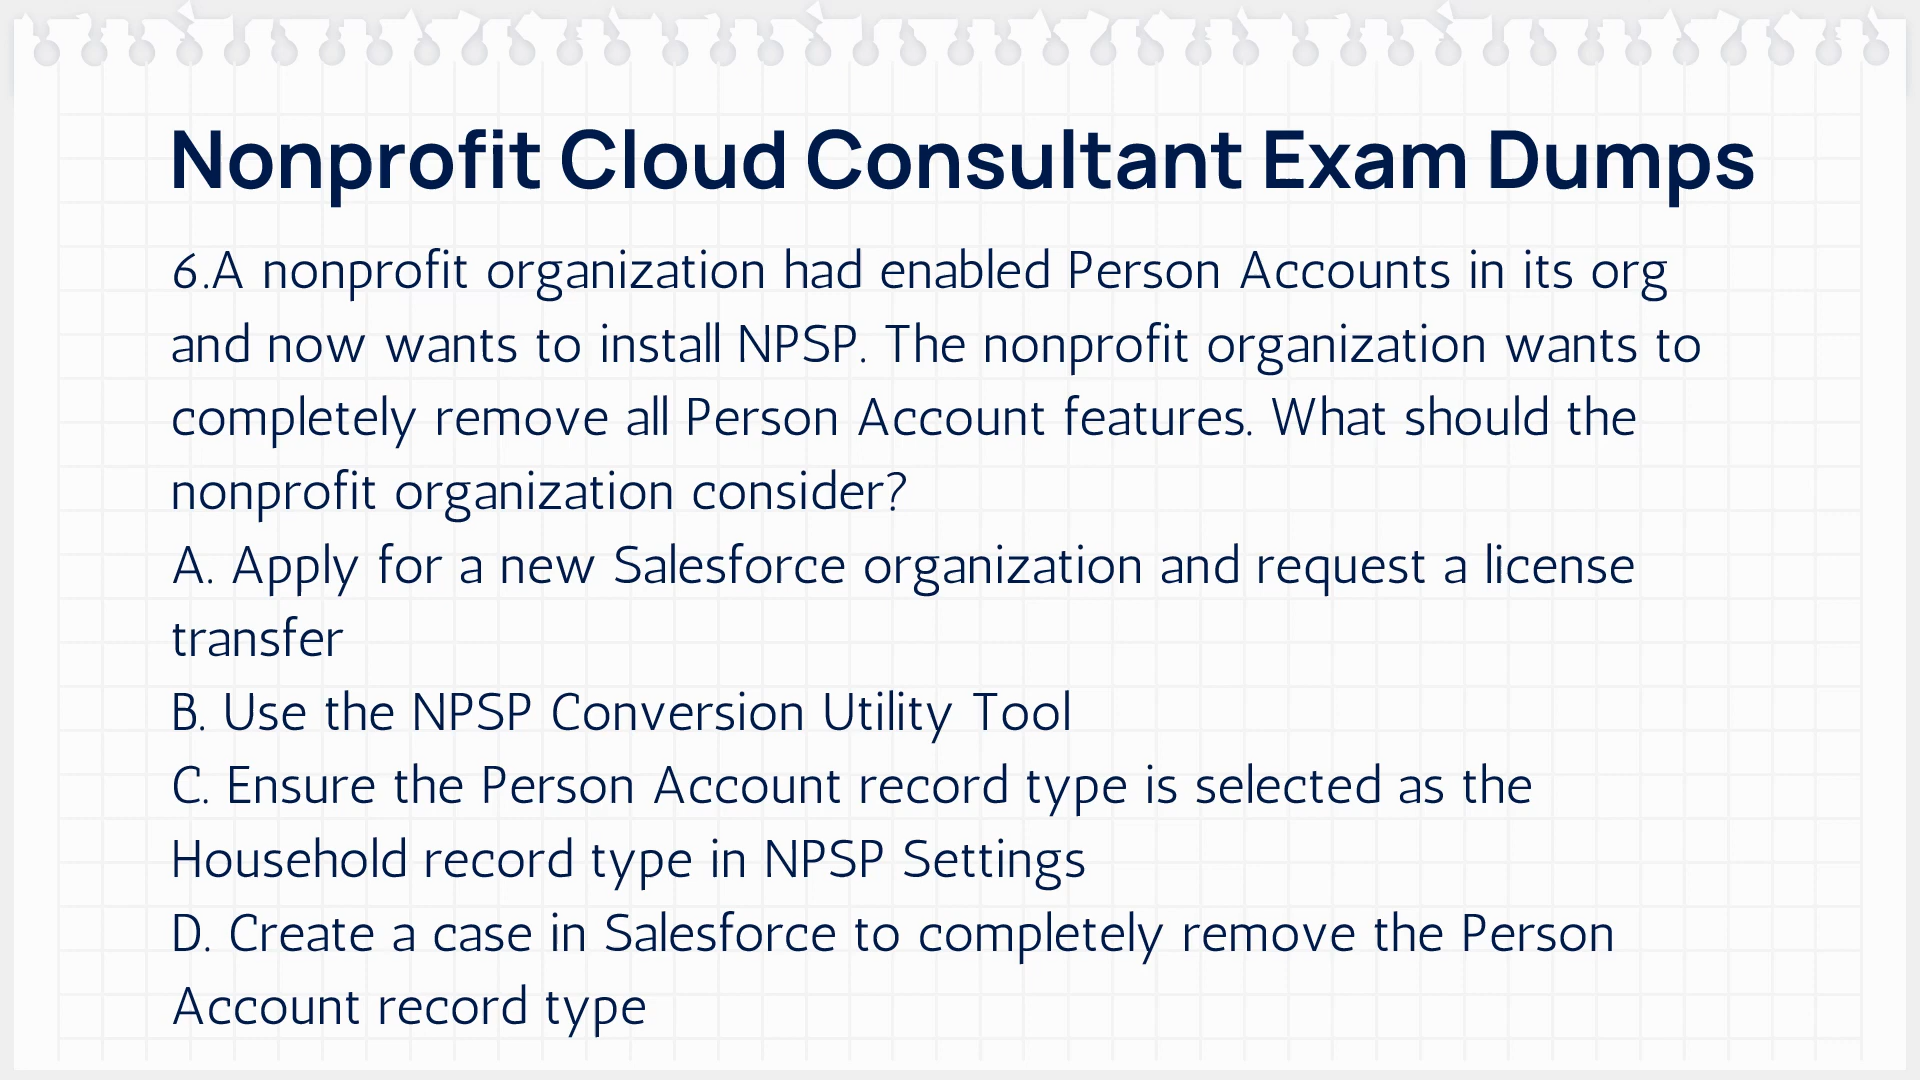 Nonprofit Cloud Consultant Exam Dumps
6.A nonprofit organization had enabled Person Accounts in its org
and now wants to install NPSP. The nonprofit organization wants to
completely remove all Person Account features. What should the
nonprofit organization consider?
A. Apply for a new Salesforce organization and request a license
transfer
B. Use the NPSP Conversion Utility Tool
C. Ensure the Person Account record type is selected as the
Household record type in NPSP Settings
D. Create a case in Salesforce to completely remove the Person
Account record type